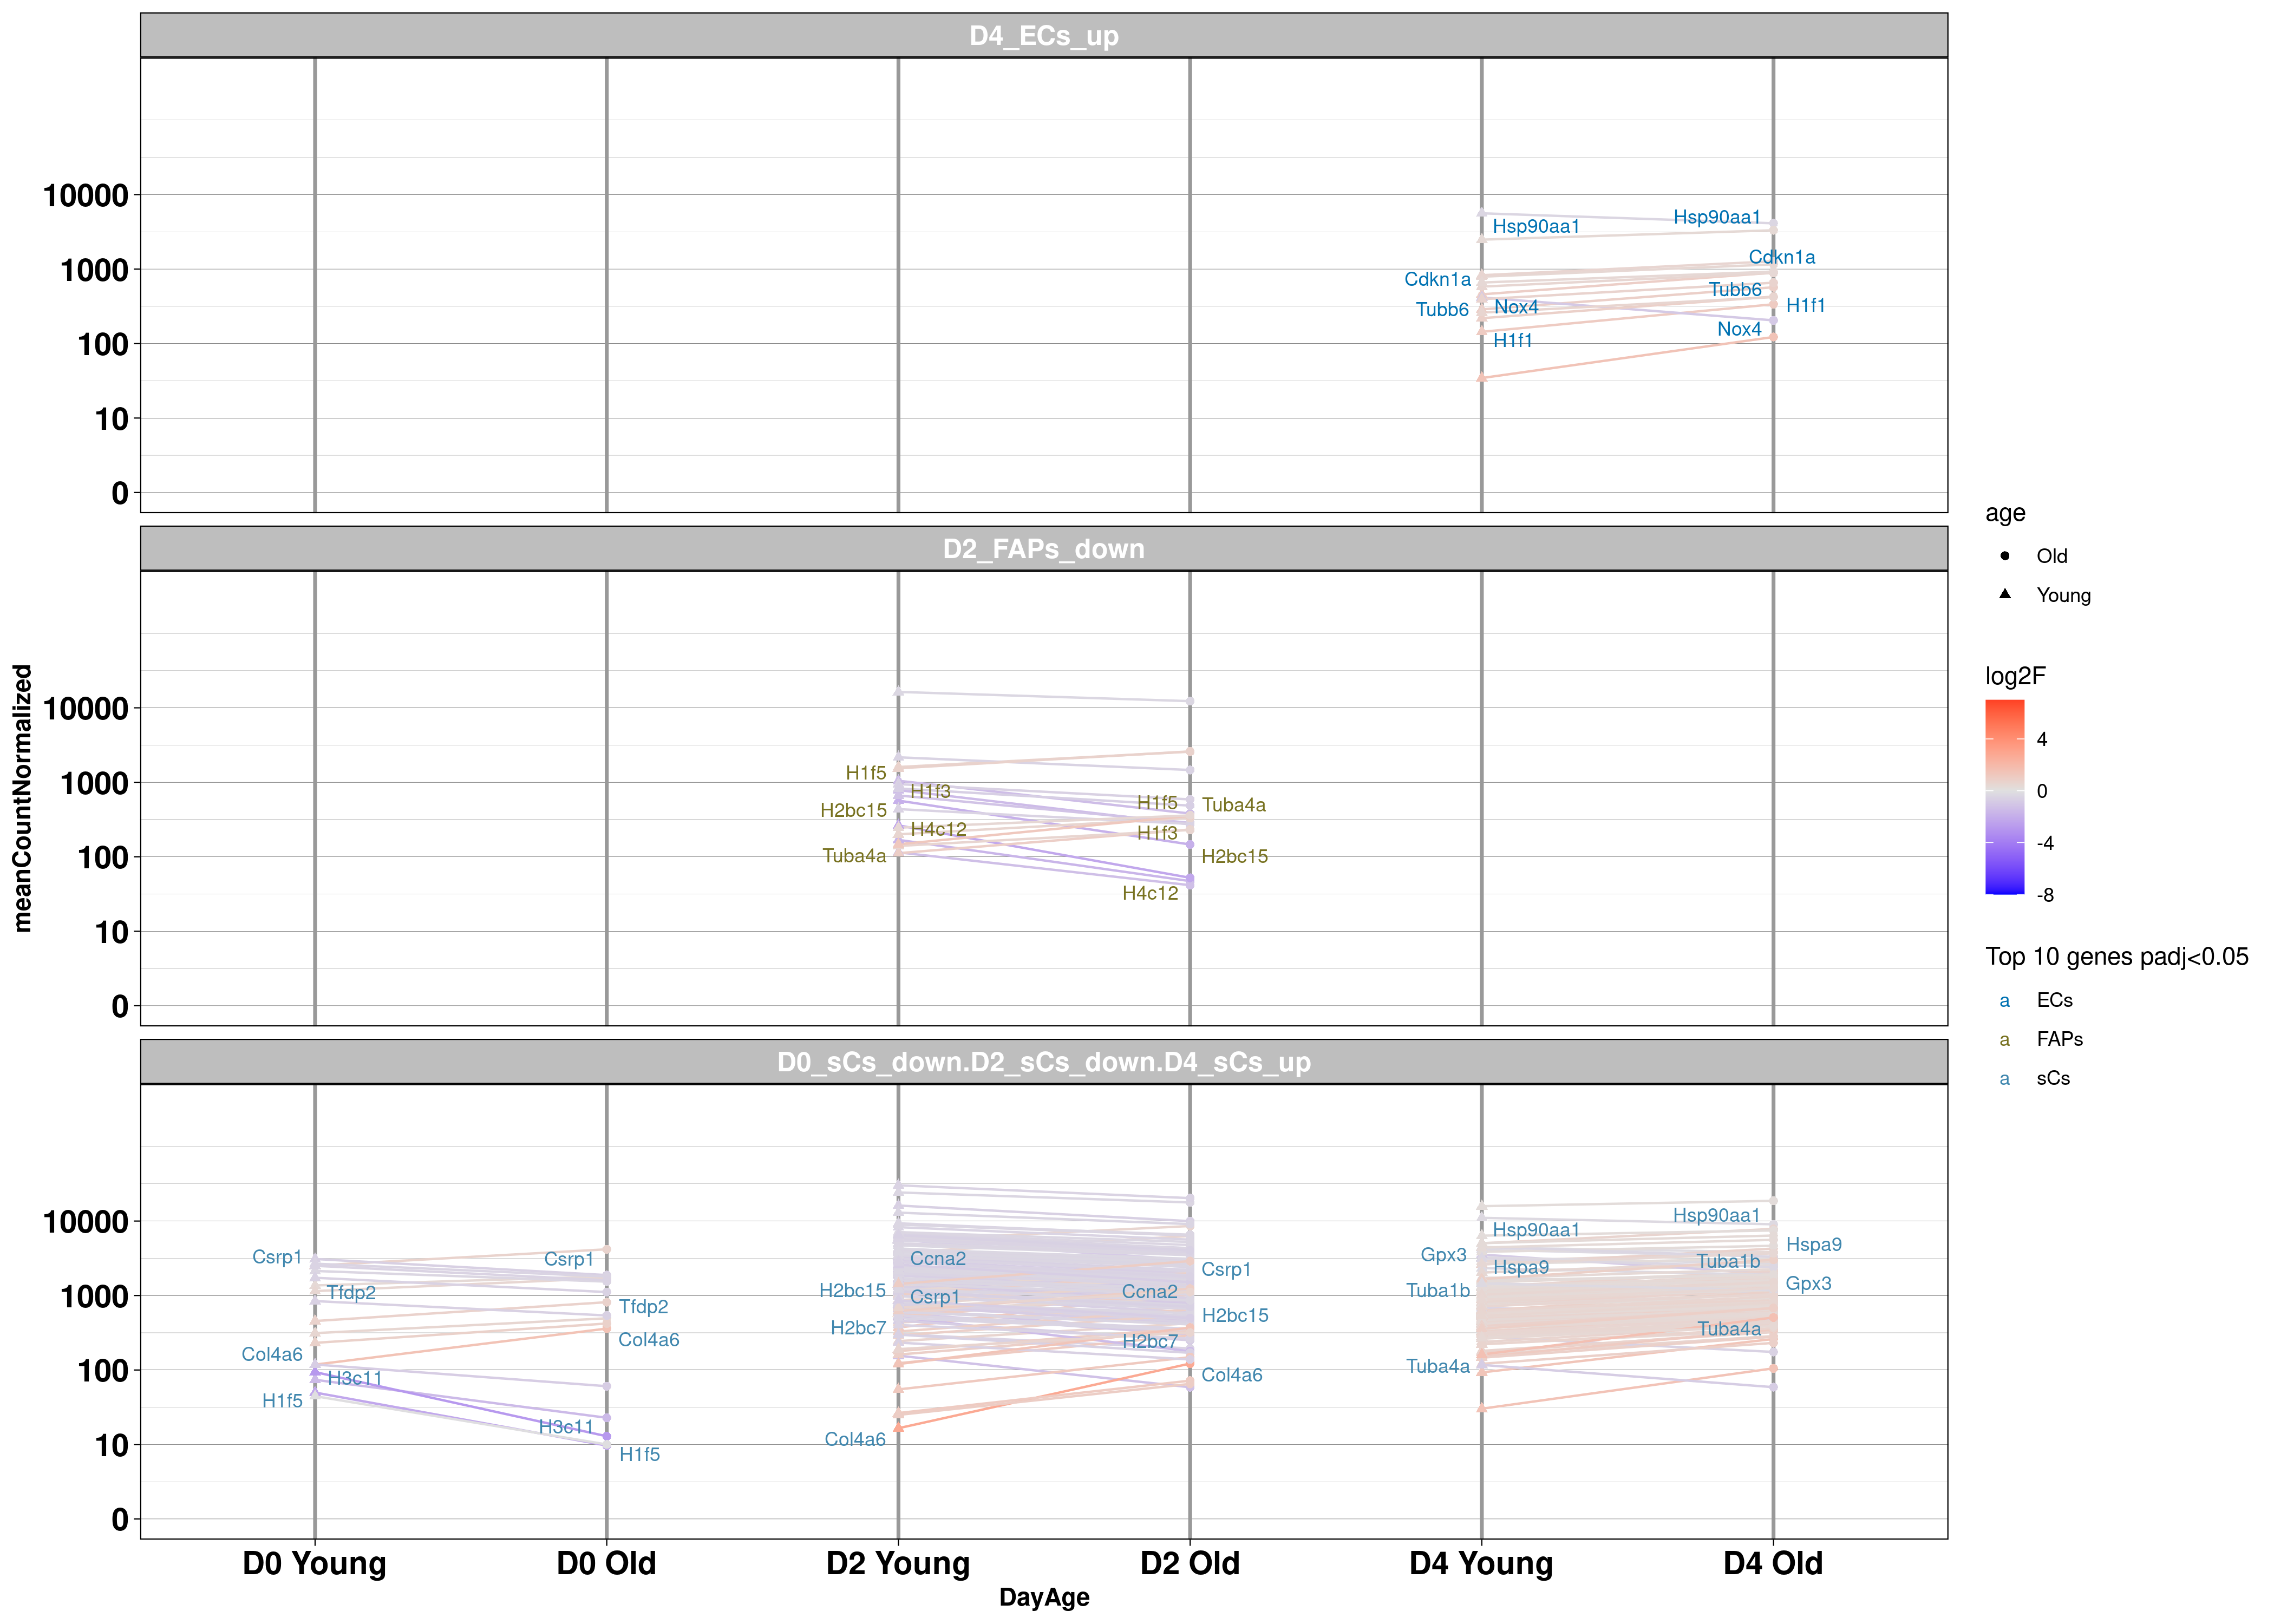 D4_ECs_up
10000
1000
100
10
0
Hsp90aa1
Hsp90aa1
Cdkn1a
Cdkn1a
Tubb6
Tubb6
Nox4
H1f1
Nox4
H1f1
D2_FAPs_down
10000
1000
100
10
0
H1f5
H1f3
H1f5
Tuba4a
H2bc15
H4c12
H1f3
Tuba4a
H2bc15
H4c12
D0_sCs_down.D2_sCs_down.D4_sCs_up
10000
1000
100
10
0
Csrp1
Csrp1
Tfdp2
Tfdp2
Col4a6
Col4a6
H3c11
H1f5
H3c11
H1f5
Ccna2
Csrp1
H2bc15
Ccna2
Csrp1
H2bc15
H2bc7
H2bc7
Col4a6
Col4a6
Hsp90aa1
Hsp90aa1
Gpx3
Hspa9
Hspa9
Tuba1b
Tuba1b
Gpx3
Tuba4a
Tuba4a
D0 Young
D0 Old
D2 Young
D2 Old
D4 Young
D4 Old
DayAge
meanCountNormalized
age
Old
Young
log2F
4
0
-4
-8
Top 10 genes padj<0.05
a ECs
a FAPs
a sCs